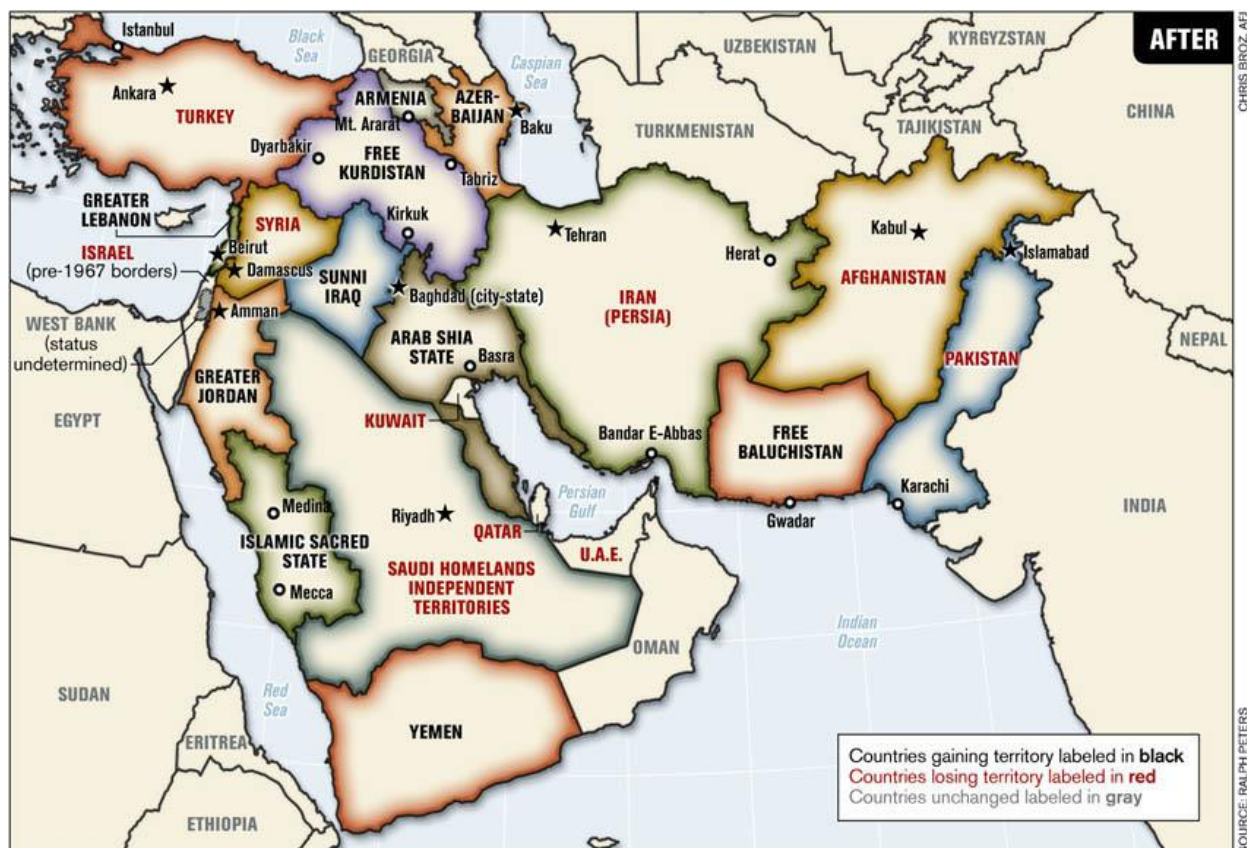 AFTER
CHRIS BROZ, AFJ
Istanbul
Black
Sea
GEORGIA
Caspian
Sea
UZBEKISTAN
KYRGYZSTAN
Ankara
TURKEY
ARMENIA
AZER-
BAIJAN
Baku
Mt. Ararat
TURKMENISTAN
TAJIKISTAN
CHINA
Dyarbakir
FREE
KURDISTAN
Tabriz
GREATER
LEBANON
SYRIA
Kirkuk
Tehran
Herat
Kabul
Islamabad
ISRAEL
(pre-1967 borders)
Beirut
Damascus
SUNNI
IRAQ
Baghdad (city-state)
IRAN
(PERSIA)
AFGHANISTAN
WEST BANK
(status
undetermined)
Amman
ARAB SHIA
STATE
Basra
PAKISTAN
NEPAL
GREATER
JORDAN
EGYPT
KUWAIT
Bandar E-Abbas
FREE
BALUCHISTAN
Medina
Riyadh
Persian
Gulf
Gwadar
Karachi
INDIA
ISLAMIC SACRED
STATE
QATAR
U.A.E.
Mecca
SAUDI HOMELANDS
INDEPENDENT
TERRITORIES
OMAN
Indian
Ocean
SUDAN
Red
Sea
YEMEN
ERITREA
ETHIOPIA
Countries gaining territory labeled in black
Countries losing territory labeled in red
Countries unchanged labeled in gray
SOURCE: RALPH PETERS